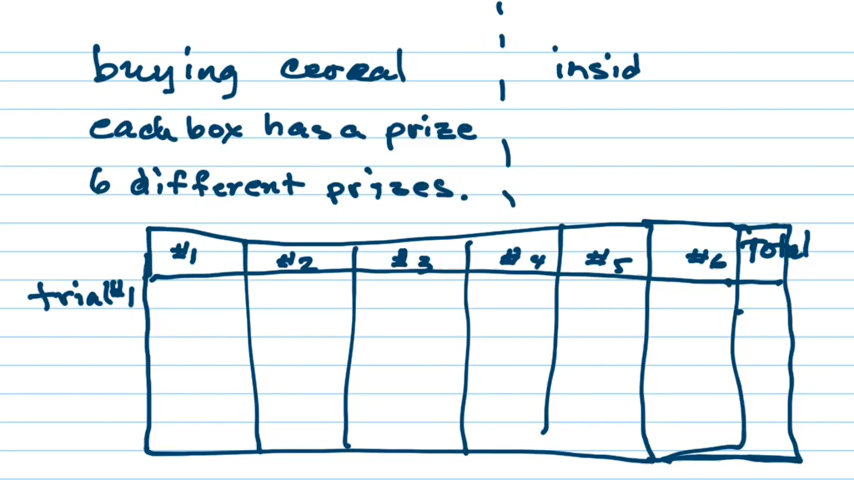 buying cereal
each box has a prize
6 different prizes.
insid
#1 #2 #3 #4 #5 #6 Total
trial #1